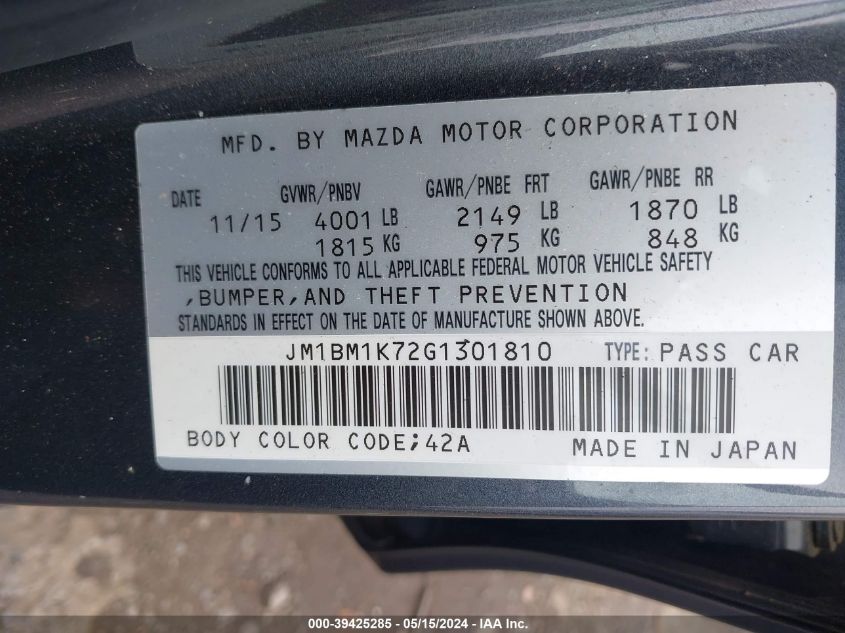 MFD. BY MAZDA MOTOR CORPORATION
DATE GVWR/PNBV GAWR/PNBE FRT GAWR/PNBE RR
11/15 4001 LB 2149 LB 1870 LB
1815 KG 975 KG 848 KG
THIS VEHICLE CONFORMS TO ALL APPLICABLE FEDERAL MOTOR VEHICLE SAFETY
,BUMPER,AND THEFT PREVENTION
STANDARDS IN EFFECT ON THE DATE OF MANUFACTURE SHOWN ABOVE.
JM1BM1K72G1301810 TYPE: PASS CAR
BODY COLOR CODE;42A MADE IN JAPAN
000-39425285 - 05/15/2024 - IAAI.com